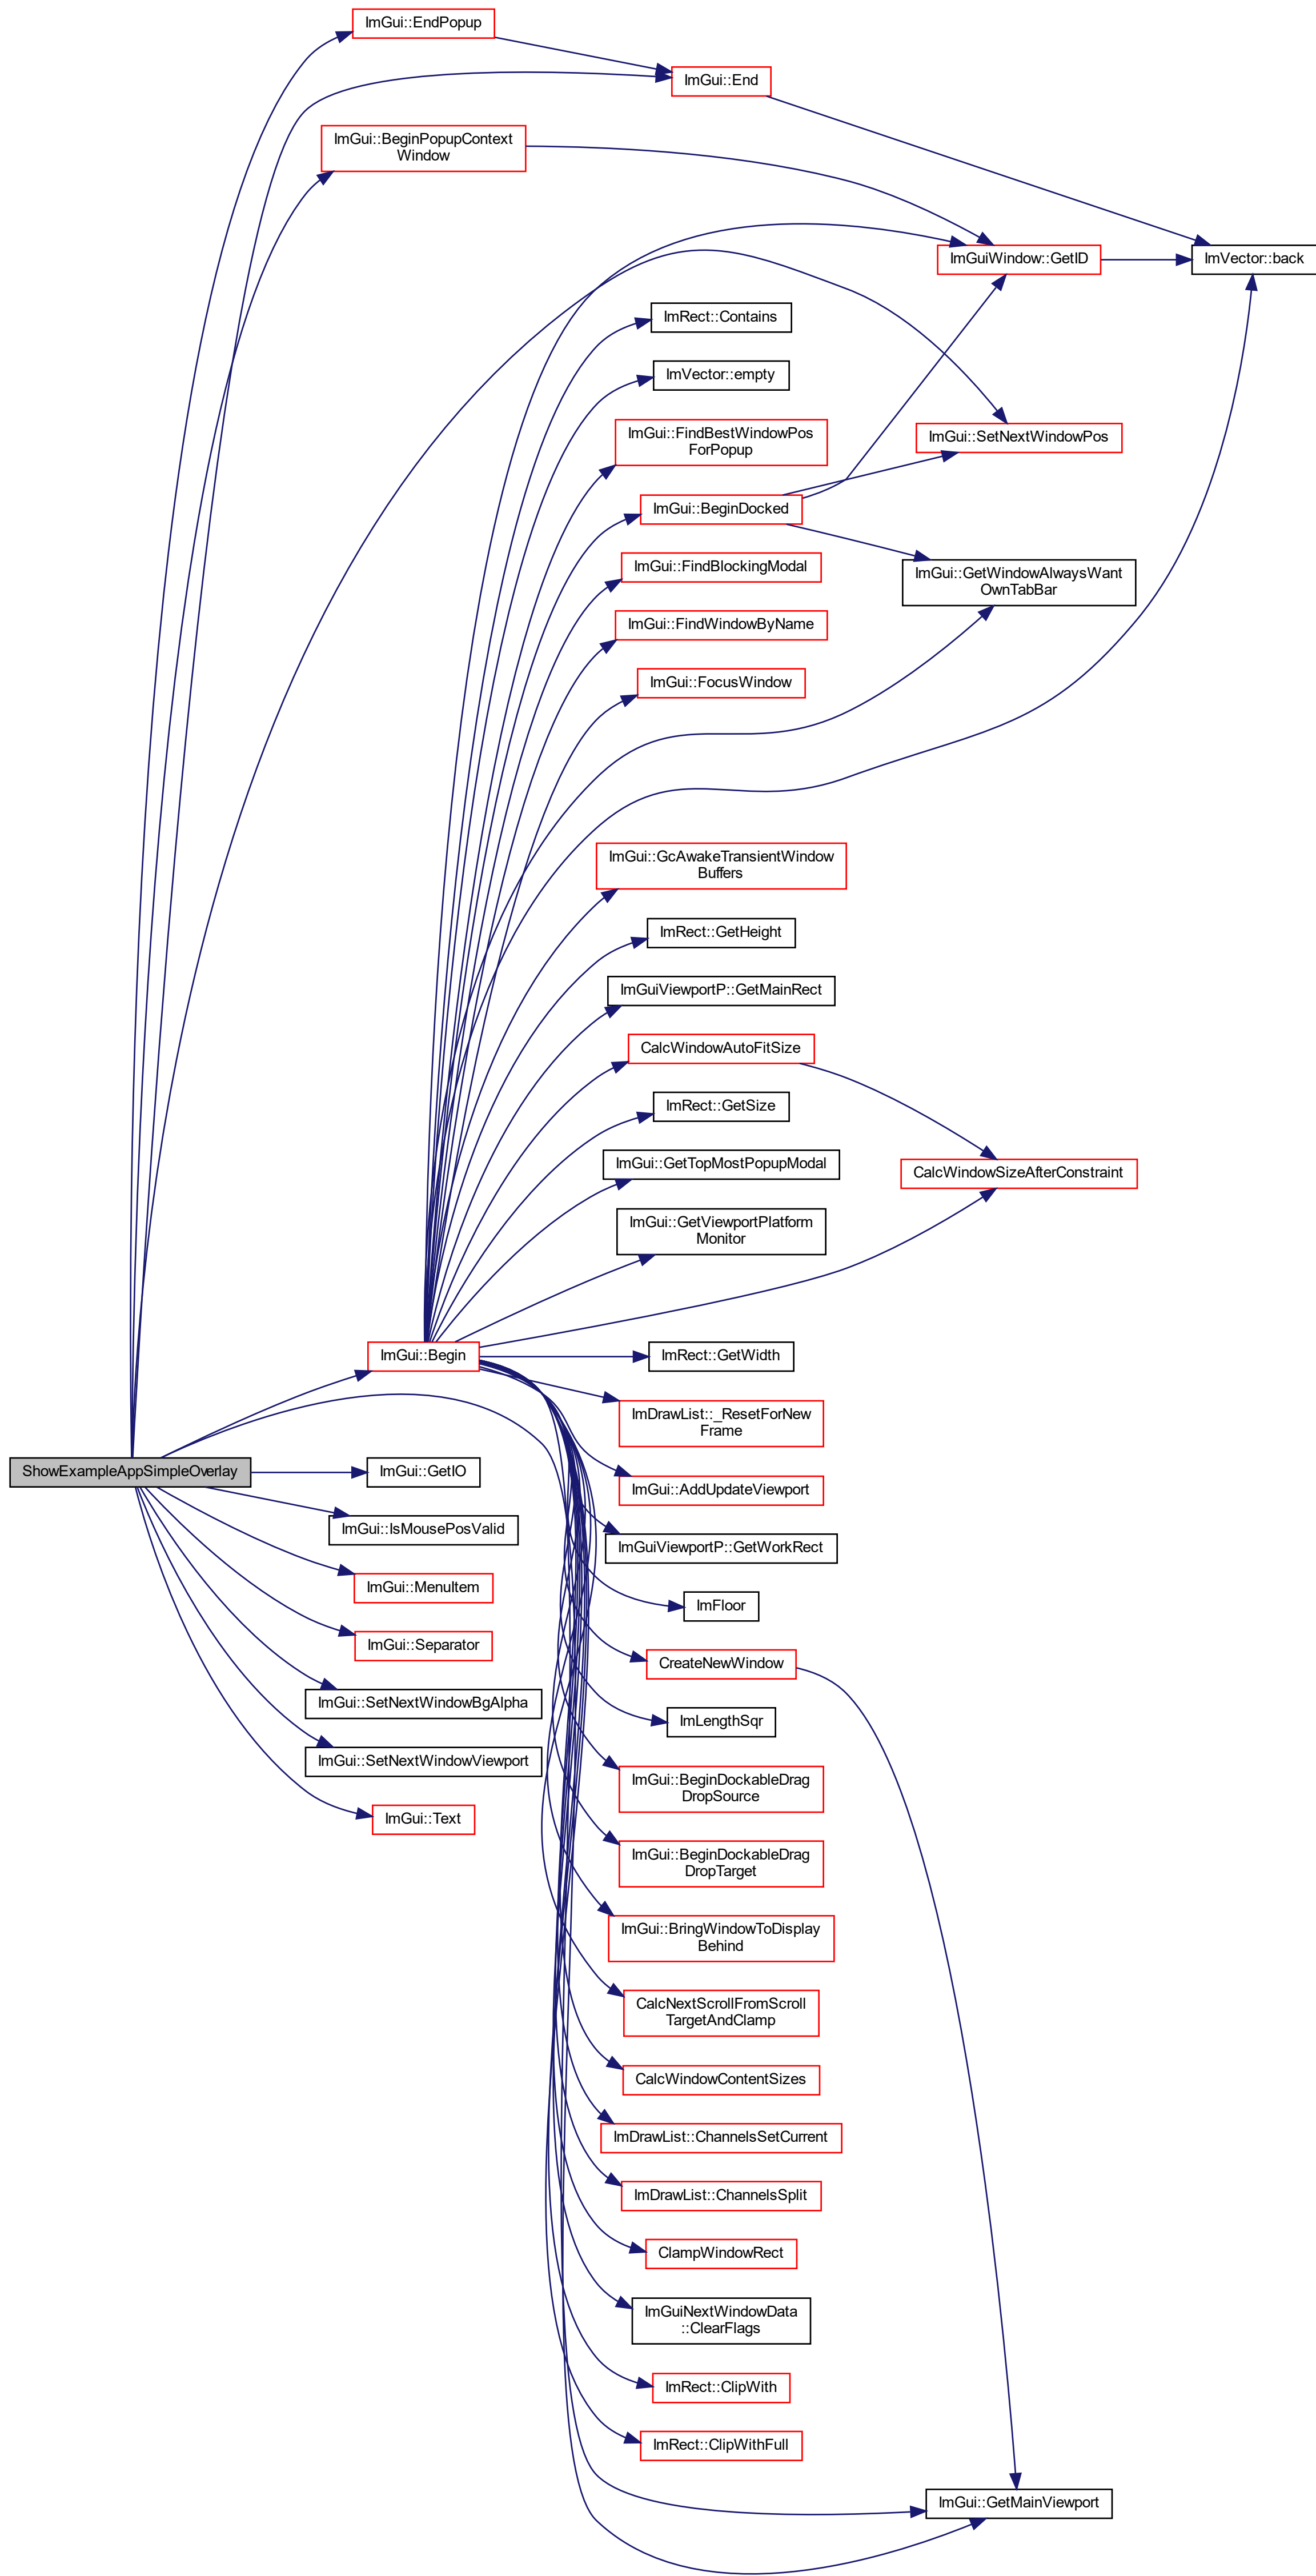 ImGui::EndPopup
ImGui::End
ImGui::BeginPopupContext
Window
ImGuiWindow::GetID
ImVector::back
ImRect::Contains
ImVector::empty
ImGui::FindBestWindowPos
ForPopup
ImGui::SetNextWindowPos
ImGui::BeginDocked
ImGui::FindBlockingModal
ImGui::GetWindowAlwaysWant
OwnTabBar
ImGui::FindWindowByName
ImGui::FocusWindow
ImGui::GcAwakeTransientWindow
Buffers
ImRect::GetHeight
ImGuiViewportP::GetMainRect
CalcWindowAutoFitSize
ImRect::GetSize
ImGui::GetTopMostPopupModal
CalcWindowSizeAfterConstraint
ImGui::GetViewportPlatform
Monitor
ImGui::Begin
ImRect::GetWidth
ImDrawList::_ResetForNew
Frame
ShowExampleAppSimpleOverlay
ImGui::GetIO
ImGui::AddUpdateViewport
ImGui::IsMousePosValid
ImGuiViewportP::GetWorkRect
ImGui::MenuItem
ImFloor
ImGui::Separator
CreateNewWindow
ImGui::SetNextWindowBgAlpha
ImLengthSqr
ImGui::SetNextWindowViewport
ImGui::BeginDockableDrag
DropSource
ImGui::Text
ImGui::BeginDockableDrag
DropTarget
ImGui::BringWindowToDisplay
Behind
CalcNextScrollFromScroll
TargetAndClamp
CalcWindowContentSizes
ImDrawList::ChannelsSetCurrent
ImDrawList::ChannelsSplit
ClampWindowRect
ImGuiNextWindowData
::ClearFlags
ImRect::ClipWith
ImRect::ClipWithFull
ImGui::GetMainViewport